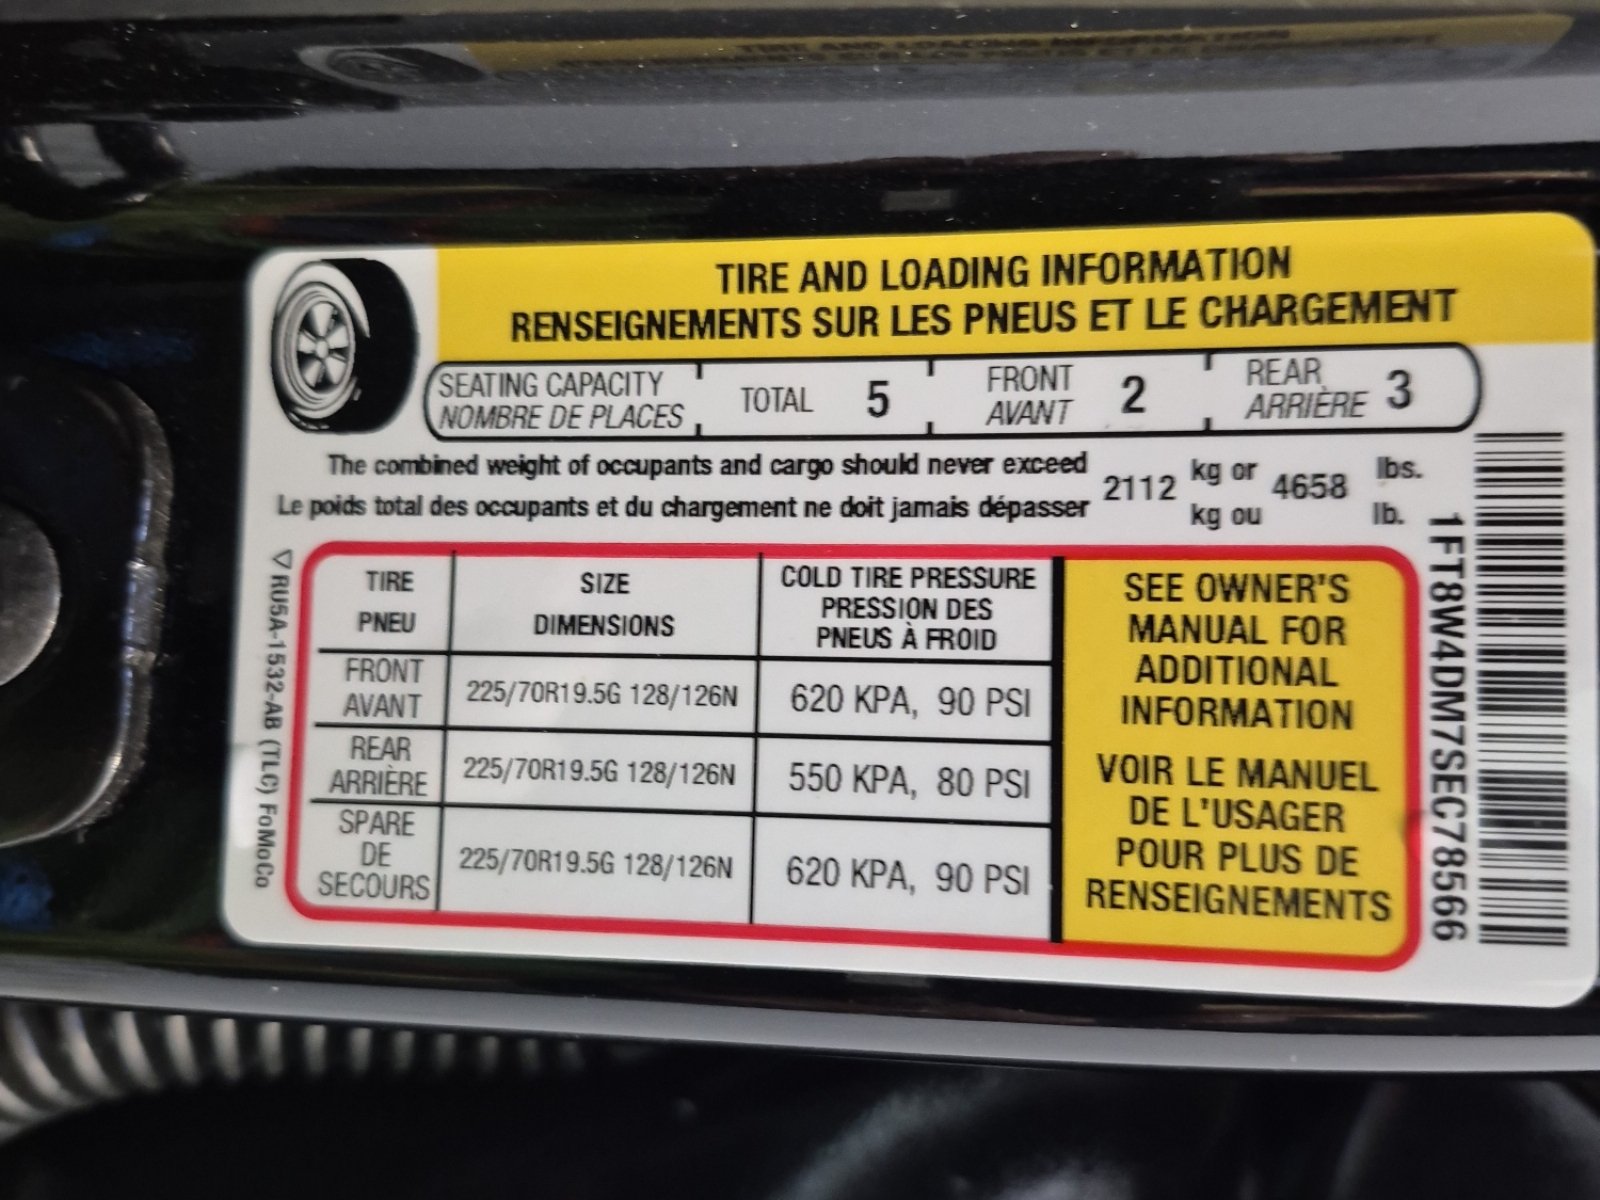 TIRE AND LOADING INFORMATION
RENSEIGNEMENTS SUR LES PNEUS ET LE CHARGEMENT
SEATING CAPACITY
NOMBRE DE PLACES
TOTAL 5
FRONT
AVANT 2
REAR
ARRIÈRE 3
The combined weight of occupants and cargo should never exceed
Le poids total des occupants et du chargement ne doit jamais dépasser
2112
kg or
kg ou
4658
lbs.
lb.
TIRE
PNEU
SIZE
DIMENSIONS
COLD TIRE PRESSURE
PRESSION DES
PNEUS À FROID
FRONT
AVANT
225/70R19.5G 128/126N
620 KPA, 90 PSI
REAR
ARRIÈRE
225/70R19.5G 128/126N
550 KPA, 80 PSI
SPARE
DE
SECOURS
225/70R19.5G 128/126N
620 KPA, 90 PSI
SEE OWNER'S
MANUAL FOR
ADDITIONAL
INFORMATION
VOIR LE MANUEL
DE L'USAGER
POUR PLUS DE
RENSEIGNEMENTS
RU5A-1532-AB (TLC) FoMoCo
1FT8W4DM7SEC78566